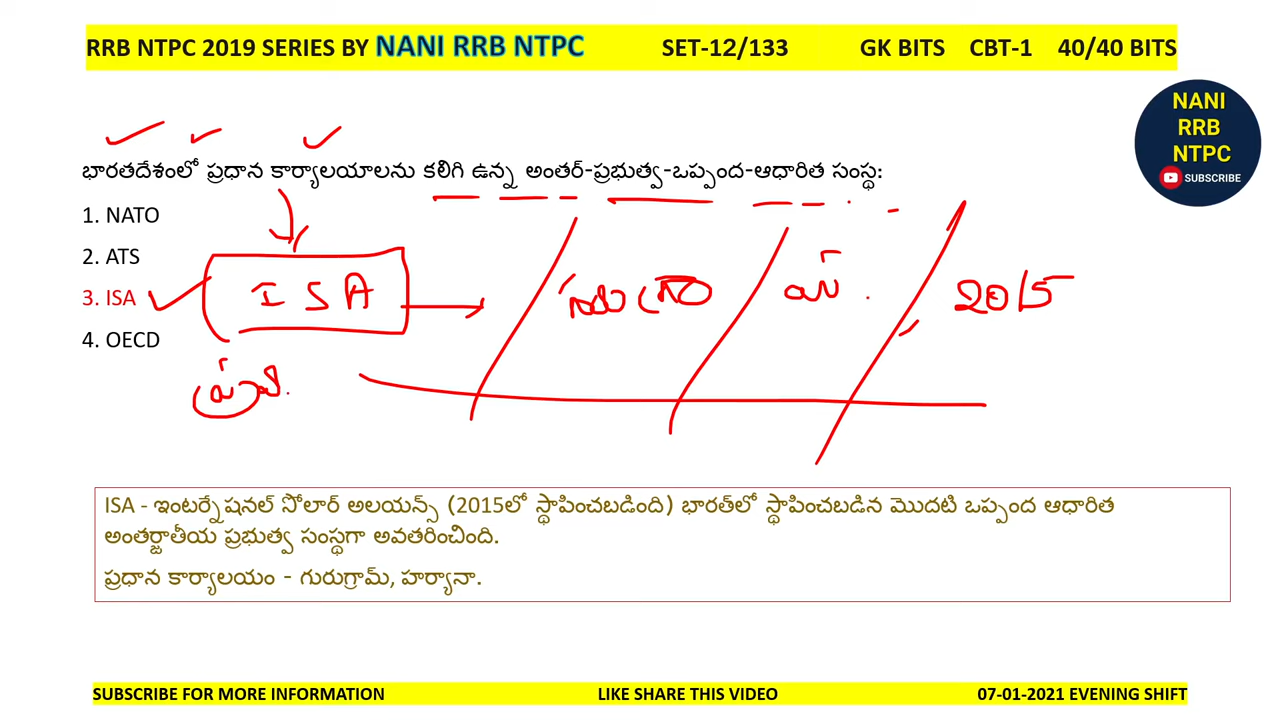 RRB NTPC 2019 SERIES BY NANI RRB NTPC SET-12/133 GK BITS CBT-1 40/40 BITS
NANI
RRB
NTPC
SUBSCRIBE
భారతదేశంలో ప్రధాన కార్యాలయాలను కలిగి ఉన్న అంతర్-ప్రభుత్వ-ఒప్పంద-ఆధారిత సంస్థ:
1. NATO
2. ATS
3. ISA
4. OECD
ISA
2015
ISA - ఇంటర్నేషనల్ సోలార్ అలయన్స్ (2015లో స్థాపించబడింది) భారత్‌లో స్థాపించబడిన మొదటి ఒప్పంద ఆధారిత
అంతర్జాతీయ ప్రభుత్వ సంస్థగా అవతరించింది.
ప్రధాన కార్యాలయం - గురుగ్రామ్, హర్యానా.
SUBSCRIBE FOR MORE INFORMATION LIKE SHARE THIS VIDEO 07-01-2021 EVENING SHIFT